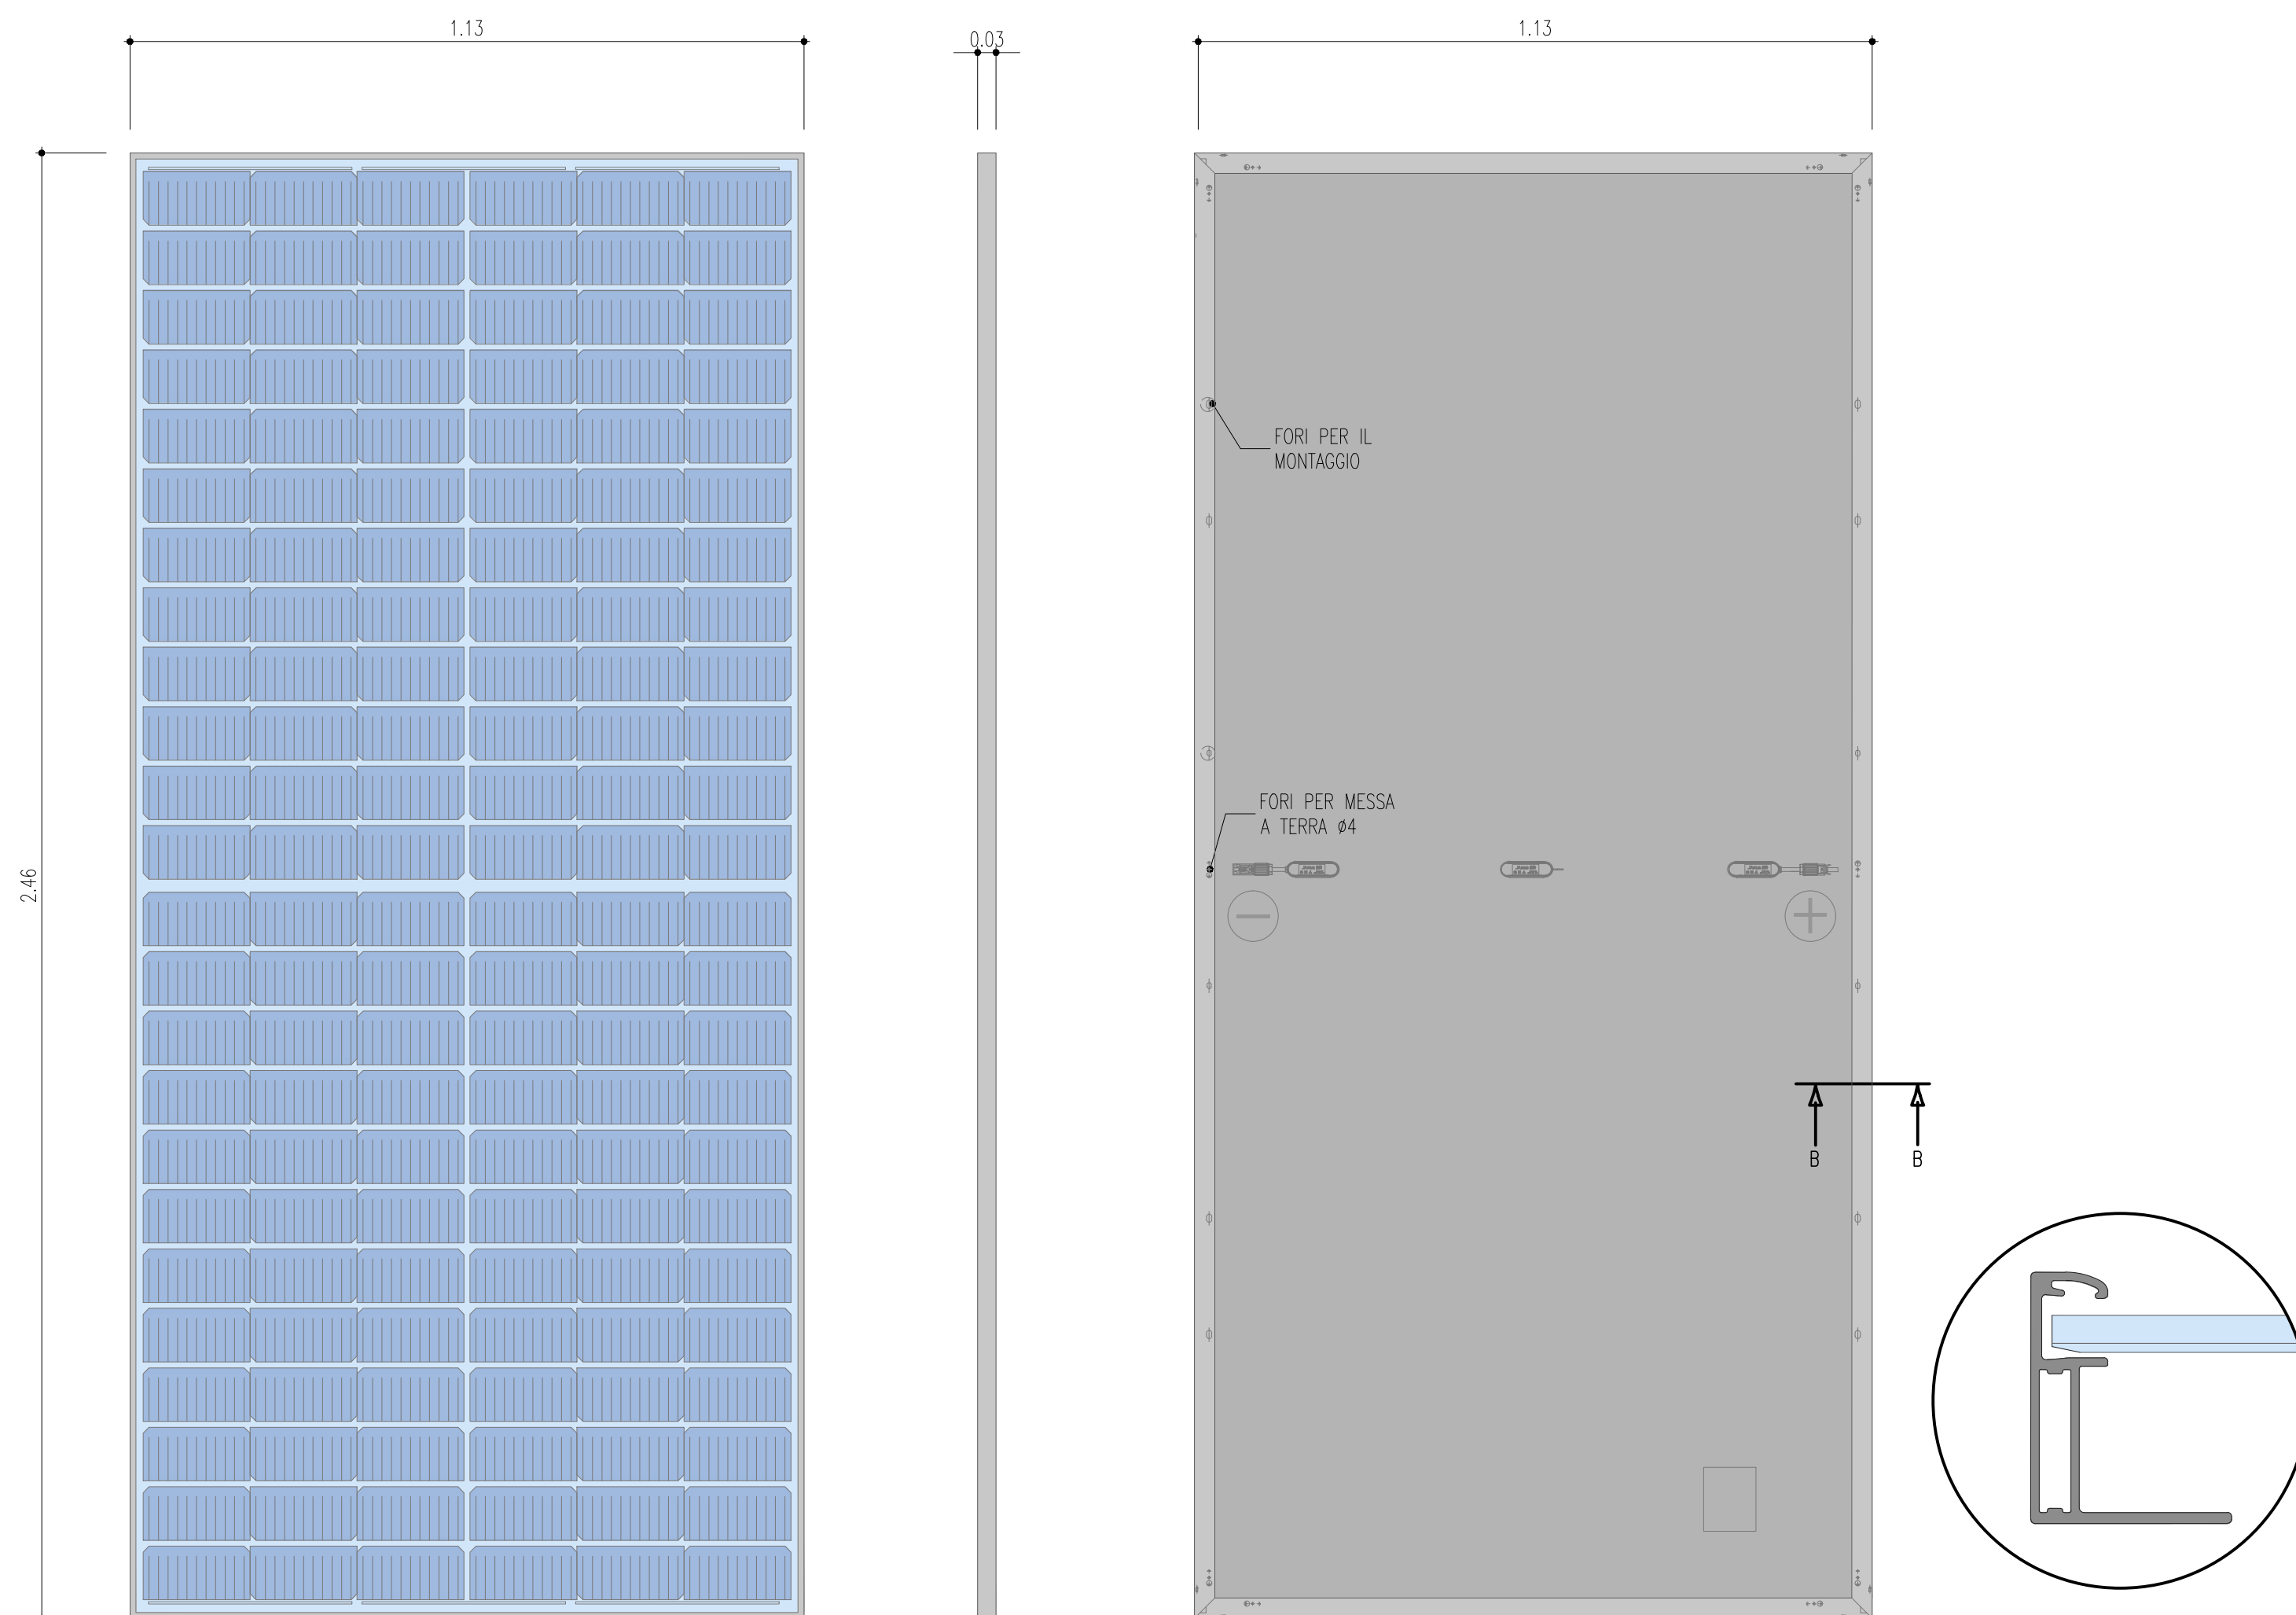 1.13
0.03
1.13
FORI PER IL
MONTAGGIO
FORI PER MESSA
A TERRA ø4
2.46
B
B